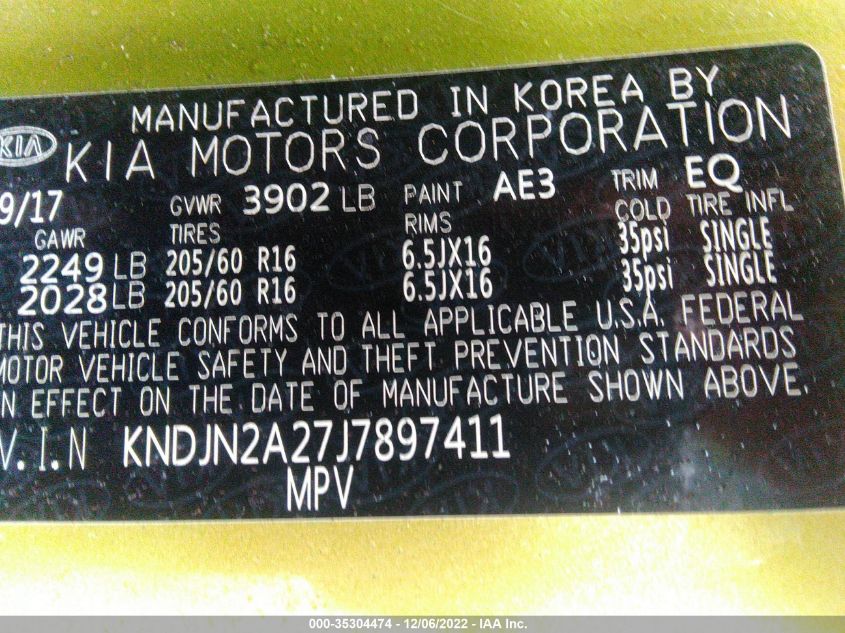 MANUFACTURED IN KOREA BY
KIA KIA MOTORS CORPORATION
9/17 GVWR 3902 LB PAINT AE3 TRIM EQ
GAWR TIRES RIMS COLD TIRE INFL
2249 LB 205/60 R16 6.5JX16 35psi SINGLE
2028 LB 205/60 R16 6.5JX16 35psi SINGLE
THIS VEHICLE CONFORMS TO ALL APPLICABLE U.S.A. FEDERAL
MOTOR VEHICLE SAFETY AND THEFT PREVENTION STANDARDS
IN EFFECT ON THE DATE OF MANUFACTURE SHOWN ABOVE.
V.I.N KNDJN2A27J7897411
MPV
000-35304474 - 12/06/2022 - IAA Inc.